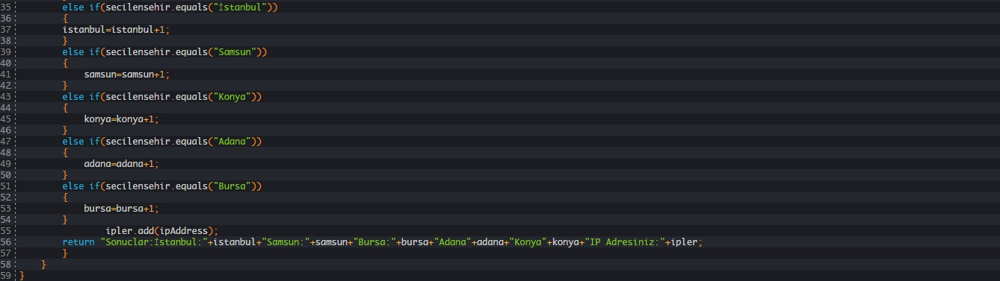 35 else if(secilensehir.equals("İstanbul"))
36 {
37 istanbul=istanbul+1;
38 }
39 else if(secilensehir.equals("Samsun"))
40 {
41 samsun=samsun+1;
42 }
43 else if(secilensehir.equals("Konya"))
44 {
45 konya=konya+1;
46 }
47 else if(secilensehir.equals("Adana"))
48 {
49 adana=adana+1;
50 }
51 else if(secilensehir.equals("Bursa"))
52 {
53 bursa=bursa+1;
54 }
55 ipler.add(ipAddress);
56 return "Sonuclar:İstanbul:"+istanbul+"Samsun:"+samsun+"Bursa:"+bursa+"Adana"+adana+"Konya"+konya+"IP Adresiniz:"+ipler;
57 }
58 }
59 }